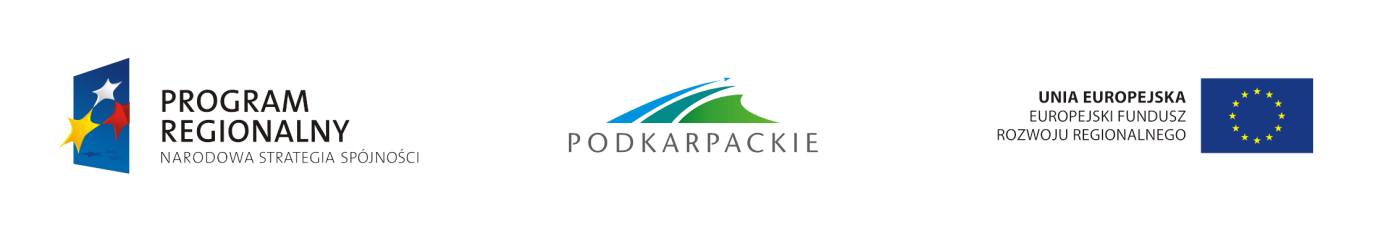 PROGRAM
REGIONALNY
NARODOWA STRATEGIA SPÓJNOŚCI
PODKARPACKIE
UNIA EUROPEJSKA
EUROPEJSKI FUNDUSZ
ROZWOJU REGIONALNEGO